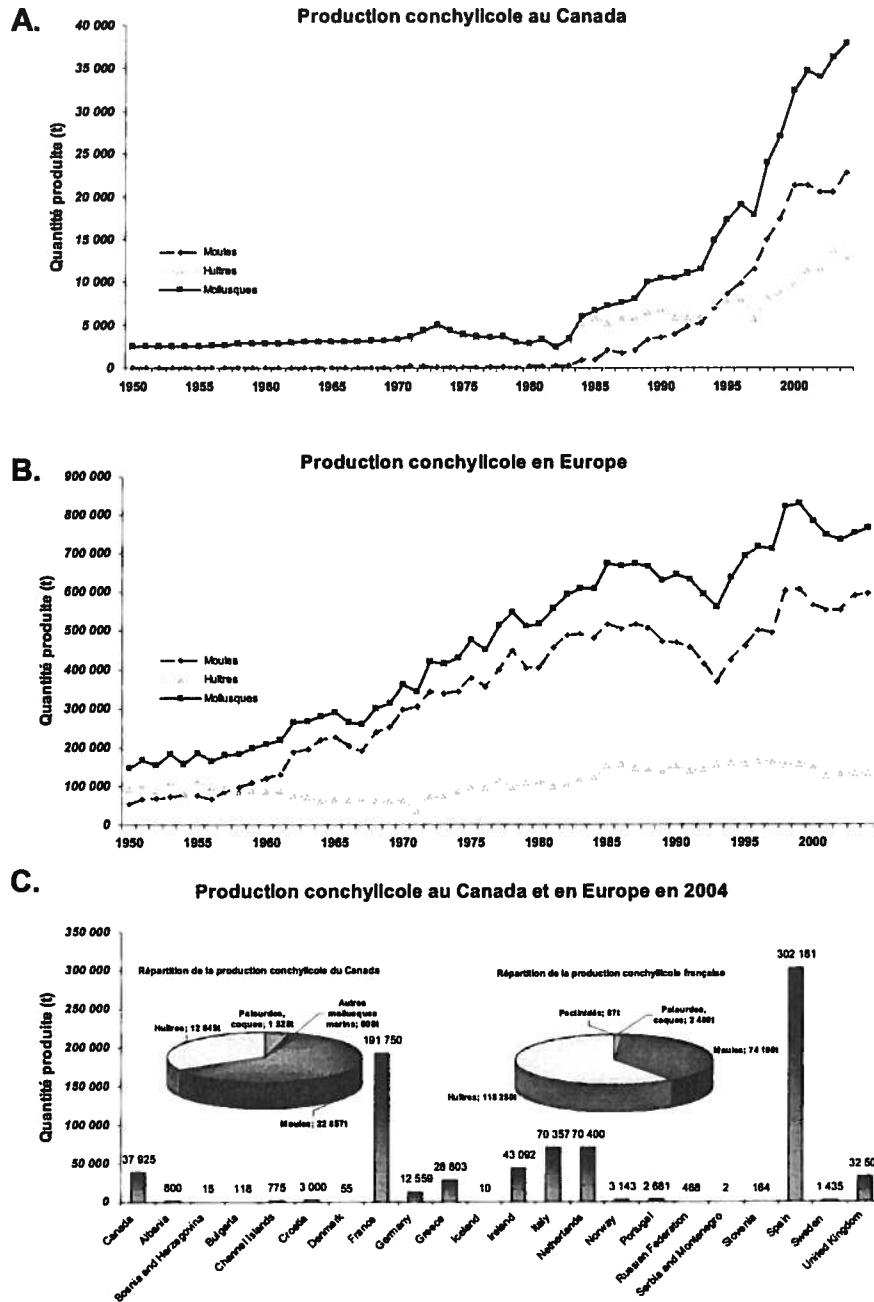 A.
Production conchylicole au Canada
Quantité produite (t)
40 000
35 000
30 000
25 000
20 000
15 000
10 000
5 000
0
Moules
Huîtres
Mollusques
1950 1955 1960 1965 1970 1975 1980 1985 1990 1995 2000
B.
Production conchylicole en Europe
Quantité produite (t)
900 000
800 000
700 000
600 000
500 000
400 000
300 000
200 000
100 000
0
Moules
Huîtres
Mollusques
1950 1955 1960 1965 1970 1975 1980 1985 1990 1995 2000
C.
Production conchylicole au Canada et en Europe en 2004
Quantité produite (t)
350 000
300 000
250 000
200 000
150 000
100 000
50 000
0
Répartition de la production conchylicole du Canada
Huîtres;
Palourdes,
coques;
Autres
mollusques
marins;
Moules;
Répartition de la production conchylicole française
Pectinidés;
Palourdes,
coques;
Moules;
Huîtres;
37 925
800
15
118
775
3 000
55
191 750
12 559
28 803
10
43 092
70 357
70 400
3 143
2 681
468
2
164
302 161
1 435
32 50
Canada
Albania
Bosnia and Herzegovina
Bulgaria
Channel Islands
Croatia
Denmark
France
Germany
Greece
Iceland
Ireland
Italy
Netherlands
Norway
Portugal
Russian Federation
Serbia and Montenegro
Slovenia
Spain
Sweden
United Kingdom